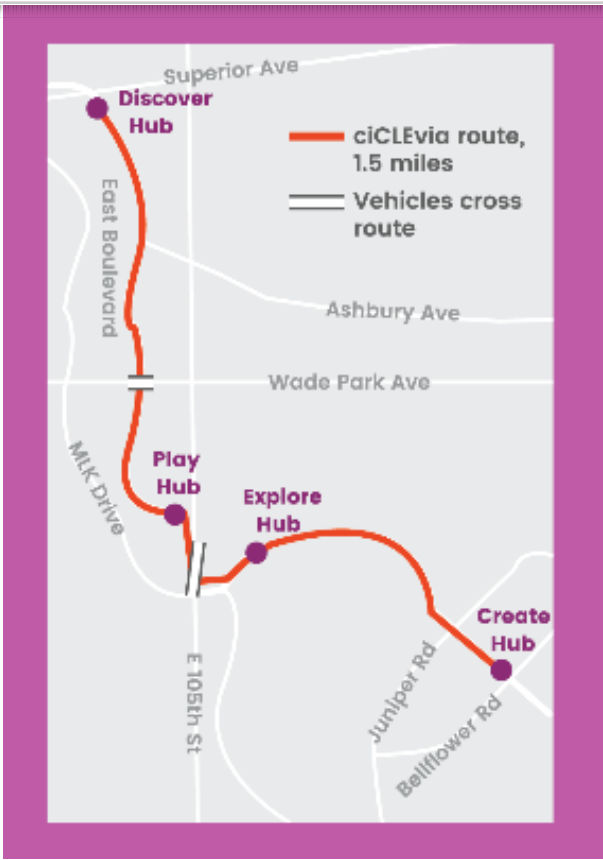 Superior Ave
Discover
Hub
ciCLEvia route,
1.5 miles
Vehicles cross
route
East Boulevard
Ashbury Ave
Wade Park Ave
MLK Drive
Play
Hub
Explore
Hub
Create
Hub
E 105th St
Juniper Rd
Bellflower Rd